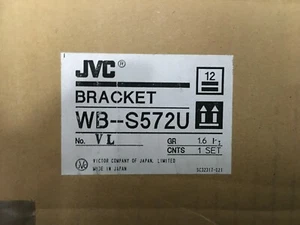 JVC®
12
BRACKET
WB--S572U
No. VL
GR 1.6
CNTS 1 SET
VICTOR COMPANY OF JAPAN, LIMITED
MADE IN JAPAN